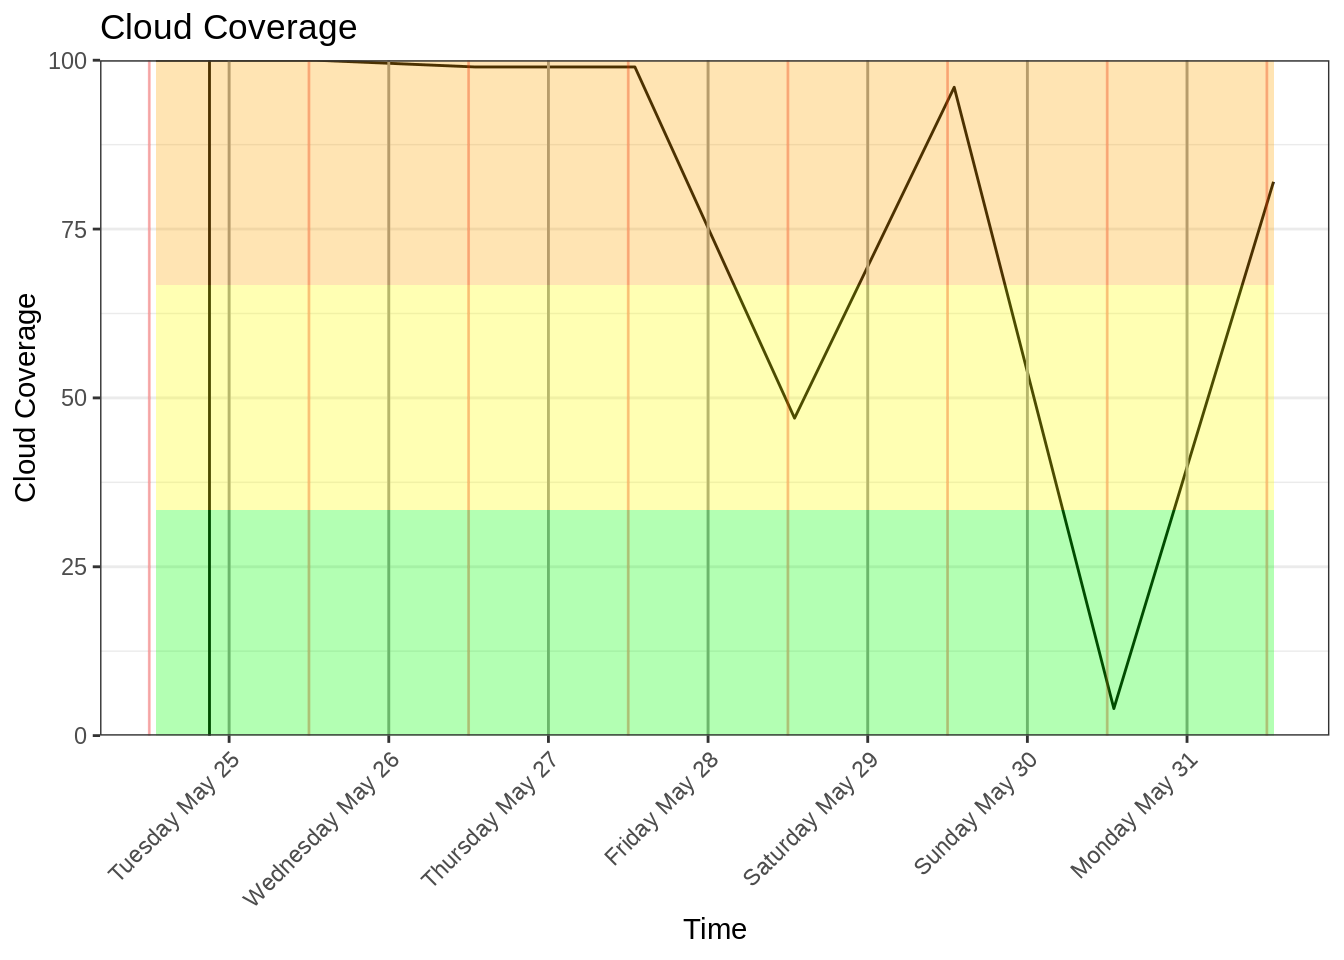 Cloud Coverage
Cloud Coverage
100
75
50
25
0
Tuesday May 25
Wednesday May 26
Thursday May 27
Friday May 28
Saturday May 29
Sunday May 30
Monday May 31
Time